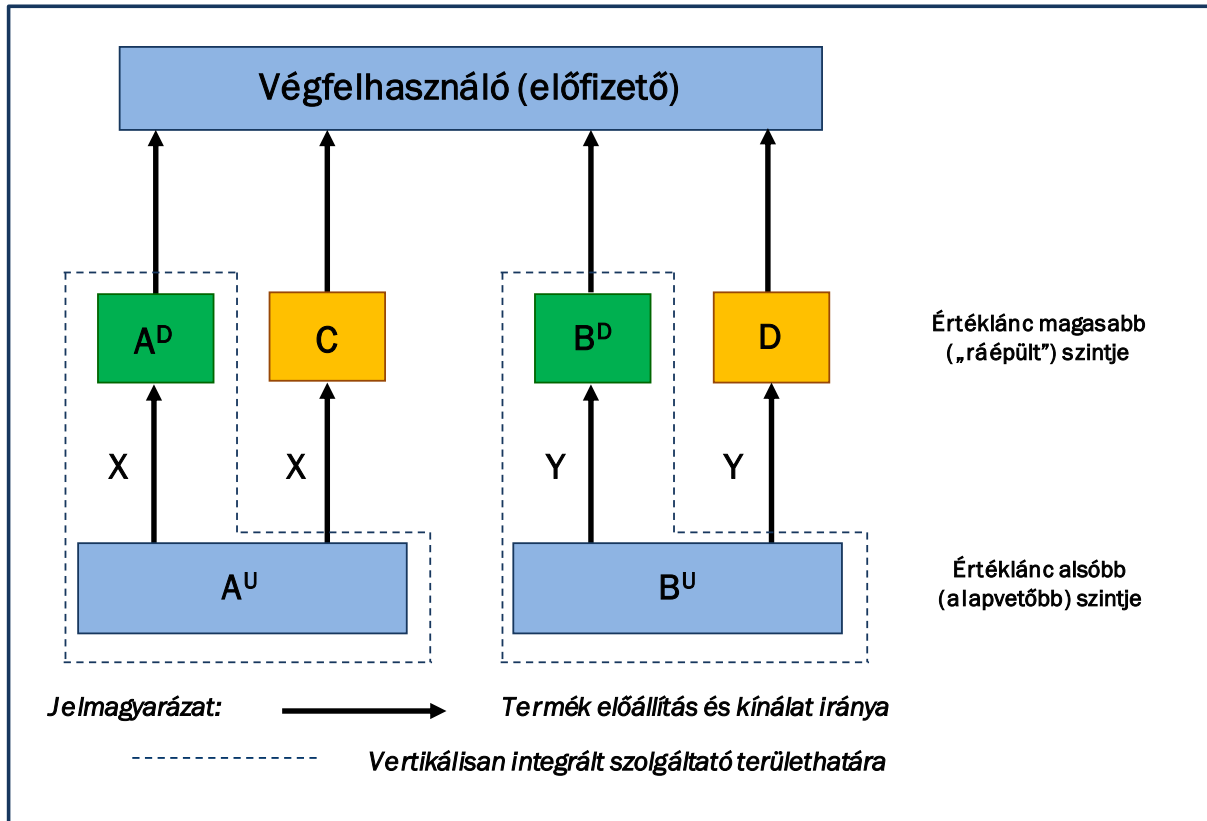 Végfelhasználó (előfizető)
A^D
C
B^D
D
Értéklánc magasabb
(„ráépült”) szintje
X
X
Y
Y
A^U
B^U
Értéklánc alsóbb
(alapvetőbb) szintje
Jelmagyarázat:
Termék előállítás és kínálat iránya
Vertikálisan integrált szolgáltató területhatára